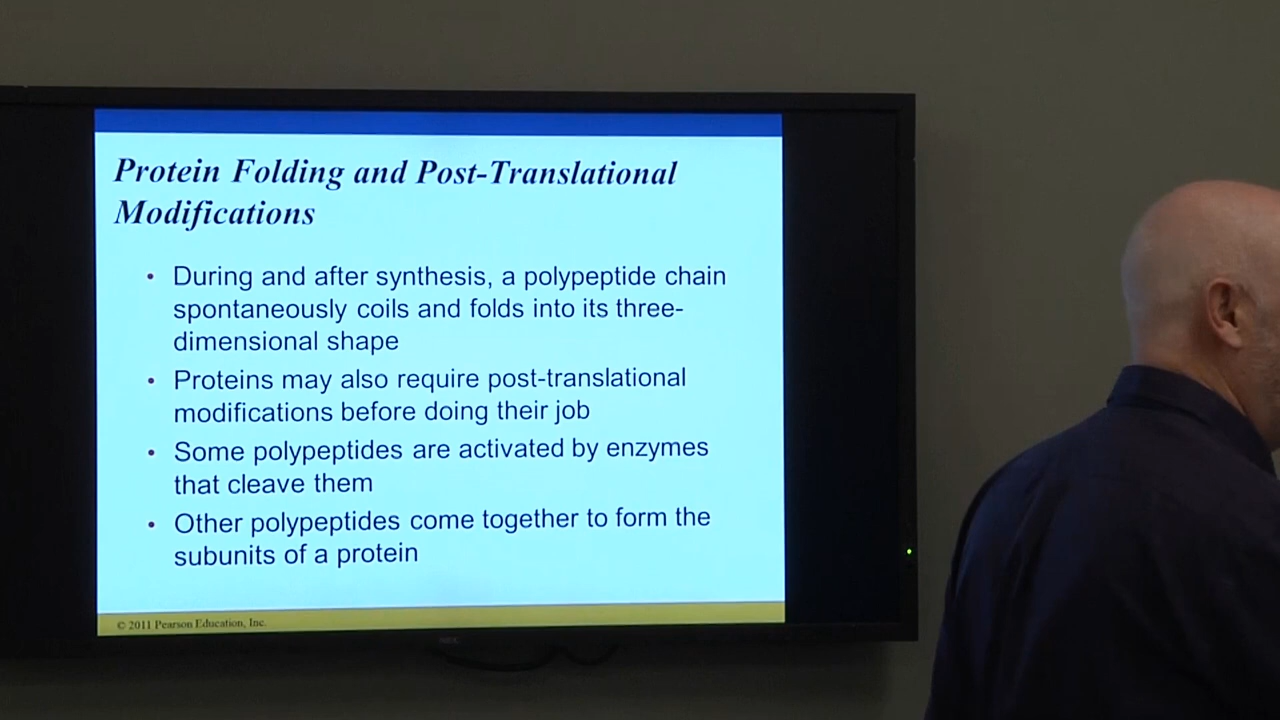 Protein Folding and Post-Translational
Modifications
• During and after synthesis, a polypeptide chain
spontaneously coils and folds into its three-
dimensional shape
• Proteins may also require post-translational
modifications before doing their job
• Some polypeptides are activated by enzymes
that cleave them
• Other polypeptides come together to form the
subunits of a protein
© 2011 Pearson Education, Inc.
NEC